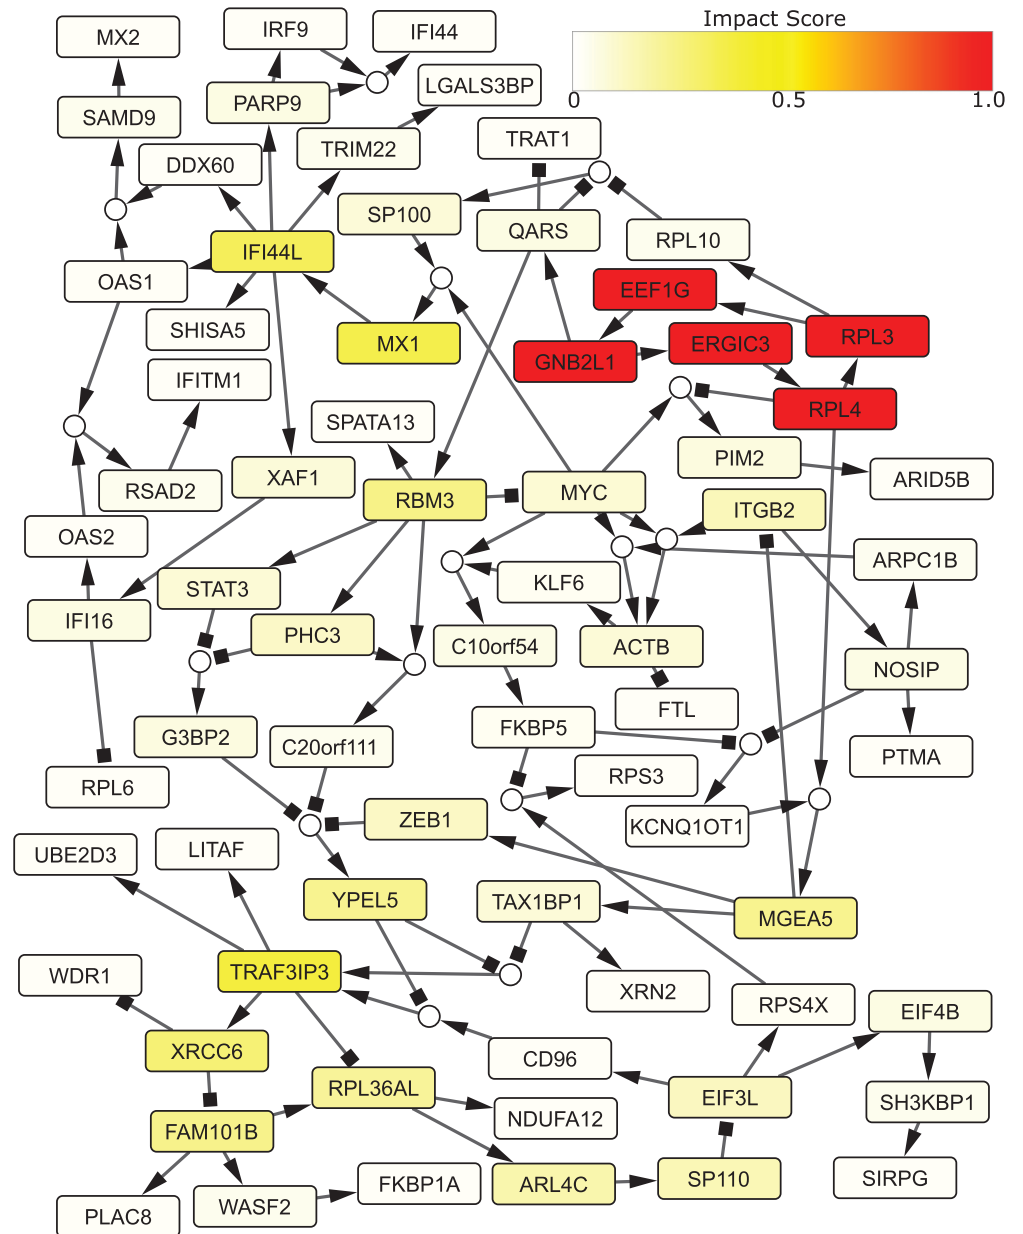 Impact Score
0 0.5 1.0
MX2
IRF9
IFI44
SAMD9
PARP9
LGALS3BP
DDX60
TRIM22
TRAT1
SP100
QARS
RPL10
IFI44L
OAS1
EEF1G
SHISA5
MX1
GNB2L1
ERGIC3
RPL3
IFITM1
SPATA13
RPL4
PIM2
ARID5B
RSAD2
XAF1
RBM3
MYC
ITGB2
OAS2
ARPC1B
STAT3
KLF6
IFI16
PHC3
C10orf54
ACTB
NOSIP
G3BP2
C20orf111
FKBP5
FTL
PTMA
RPL6
RPS3
UBE2D3
LITAF
ZEB1
KCNQ1OT1
YPEL5
TAX1BP1
MGEA5
WDR1
TRAF3IP3
XRN2
RPS4X
EIF4B
XRCC6
CD96
RPL36AL
NDUFA12
EIF3L
SH3KBP1
FAM101B
PLAC8
WASF2
FKBP1A
ARL4C
SP110
SIRPG